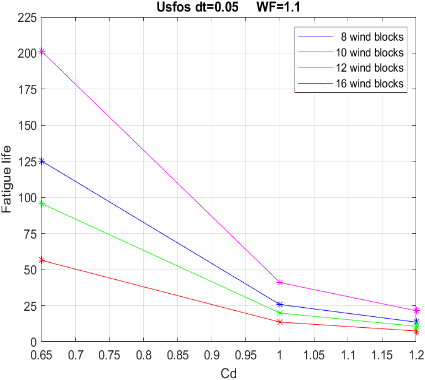 Usfos dt=0.05 WF=1.1
225
200
175
150
125
100
75
50
25
0
Fatigue life
8 wind blocks
10 wind blocks
12 wind blocks
16 wind blocks
0.65 0.7 0.75 0.8 0.85 0.9 0.95 1 1.05 1.1 1.15 1.2
Cd